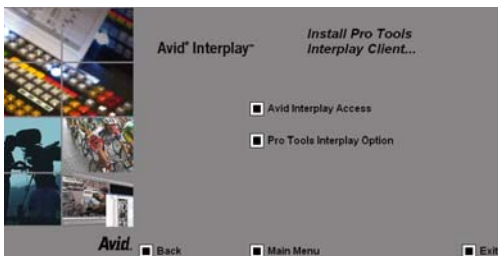 Avid® Interplay™
Install Pro Tools
Interplay Client...
Avid Interplay Access
Pro Tools Interplay Option
Avid.
Back
Main Menu
Exit